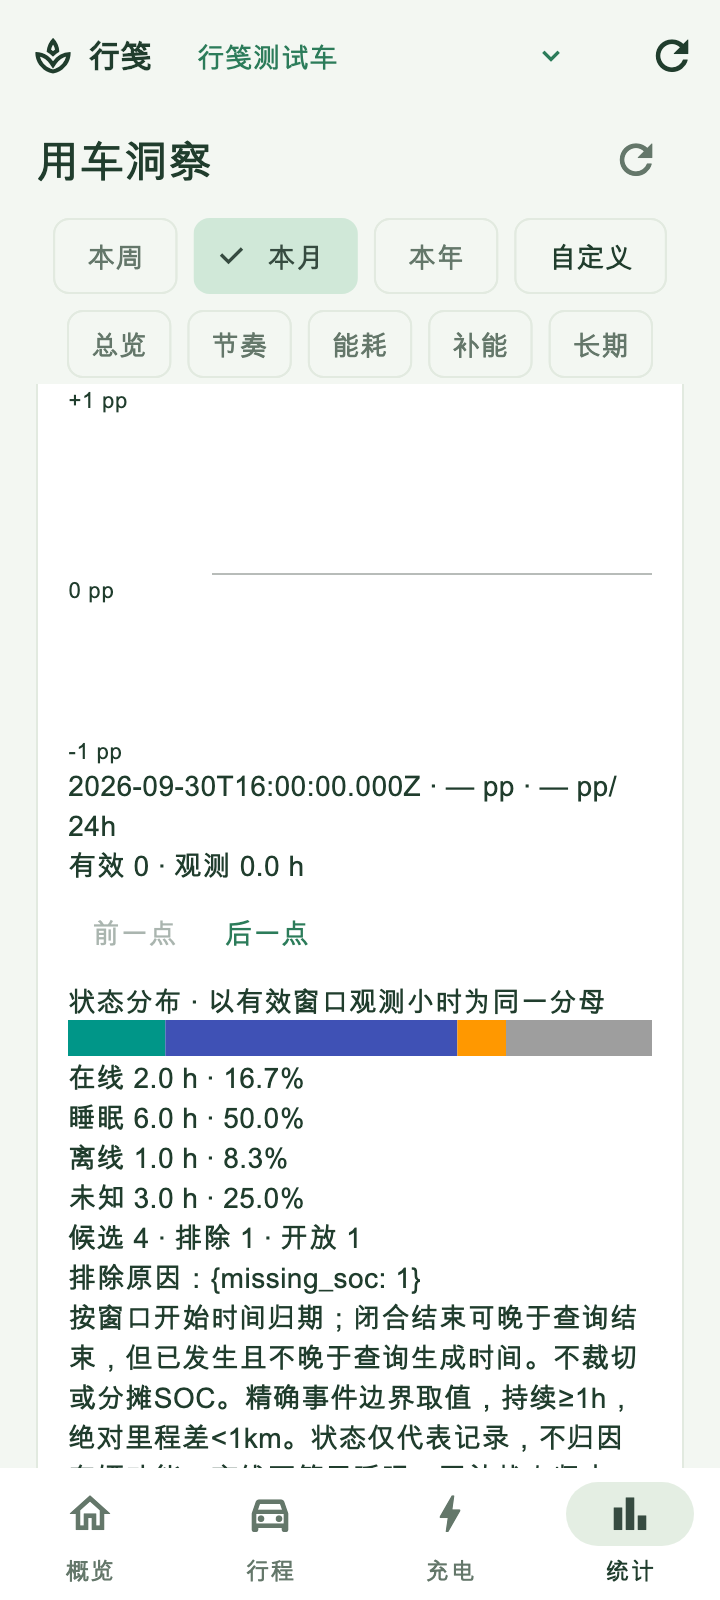 行笺 行笺测试车
用车洞察
本周 本月 本年 自定义
总览 节奏 能耗 补能 长期
+1 pp
0 pp
-1 pp
2026-09-30T16:00:00.000Z · — pp · — pp/
24h
有效 0 · 观测 0.0 h
前一点 后一点
状态分布 · 以有效窗口观测小时为同一分母
在线 2.0 h · 16.7%
睡眠 6.0 h · 50.0%
离线 1.0 h · 8.3%
未知 3.0 h · 25.0%
候选 4 · 排除 1 · 开放 1
排除原因：{missing_soc: 1}
按窗口开始时间归期；闭合结束可晚于查询结
束，但已发生且不晚于查询生成时间。不裁切
或分摊SOC。精确事件边界取值，持续≥1h，
绝对里程差<1km。状态仅代表记录，不归因
概览 行程 充电 统计